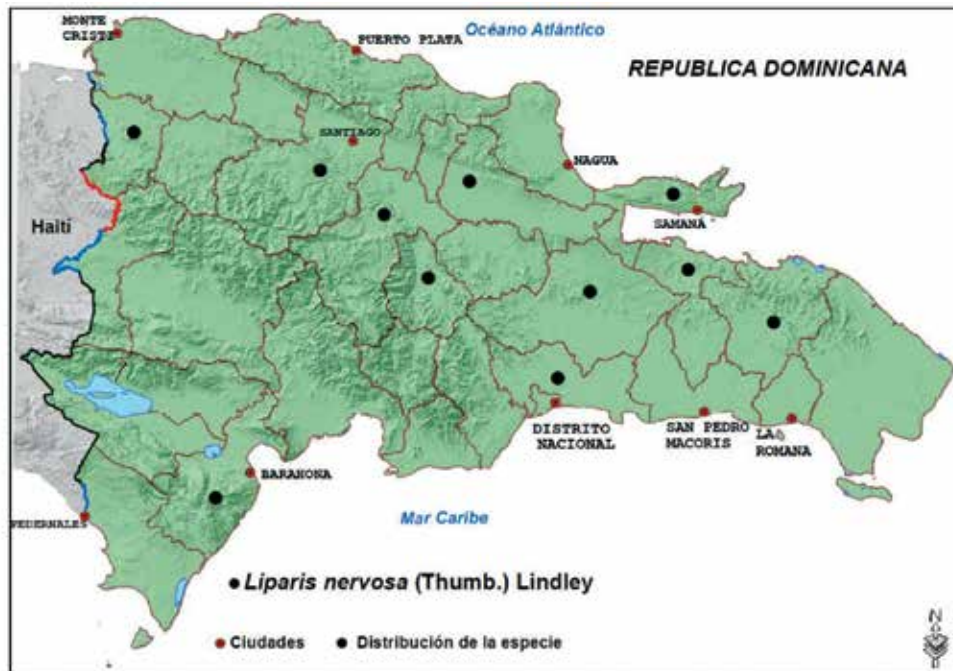 MONTE
CRISTI
PUERTO PLATA
Océano Atlántico
REPUBLICA DOMINICANA
SANTIAGO
NAGUA
SAMANÁ
Haití
DISTRITO
NACIONAL
SAN PEDRO
MACORIS
LA
ROMANA
BARAHONA
PEDERNALES
Mar Caribe
Liparis nervosa (Thumb.) Lindley
Ciudades
Distribución de la especie
N